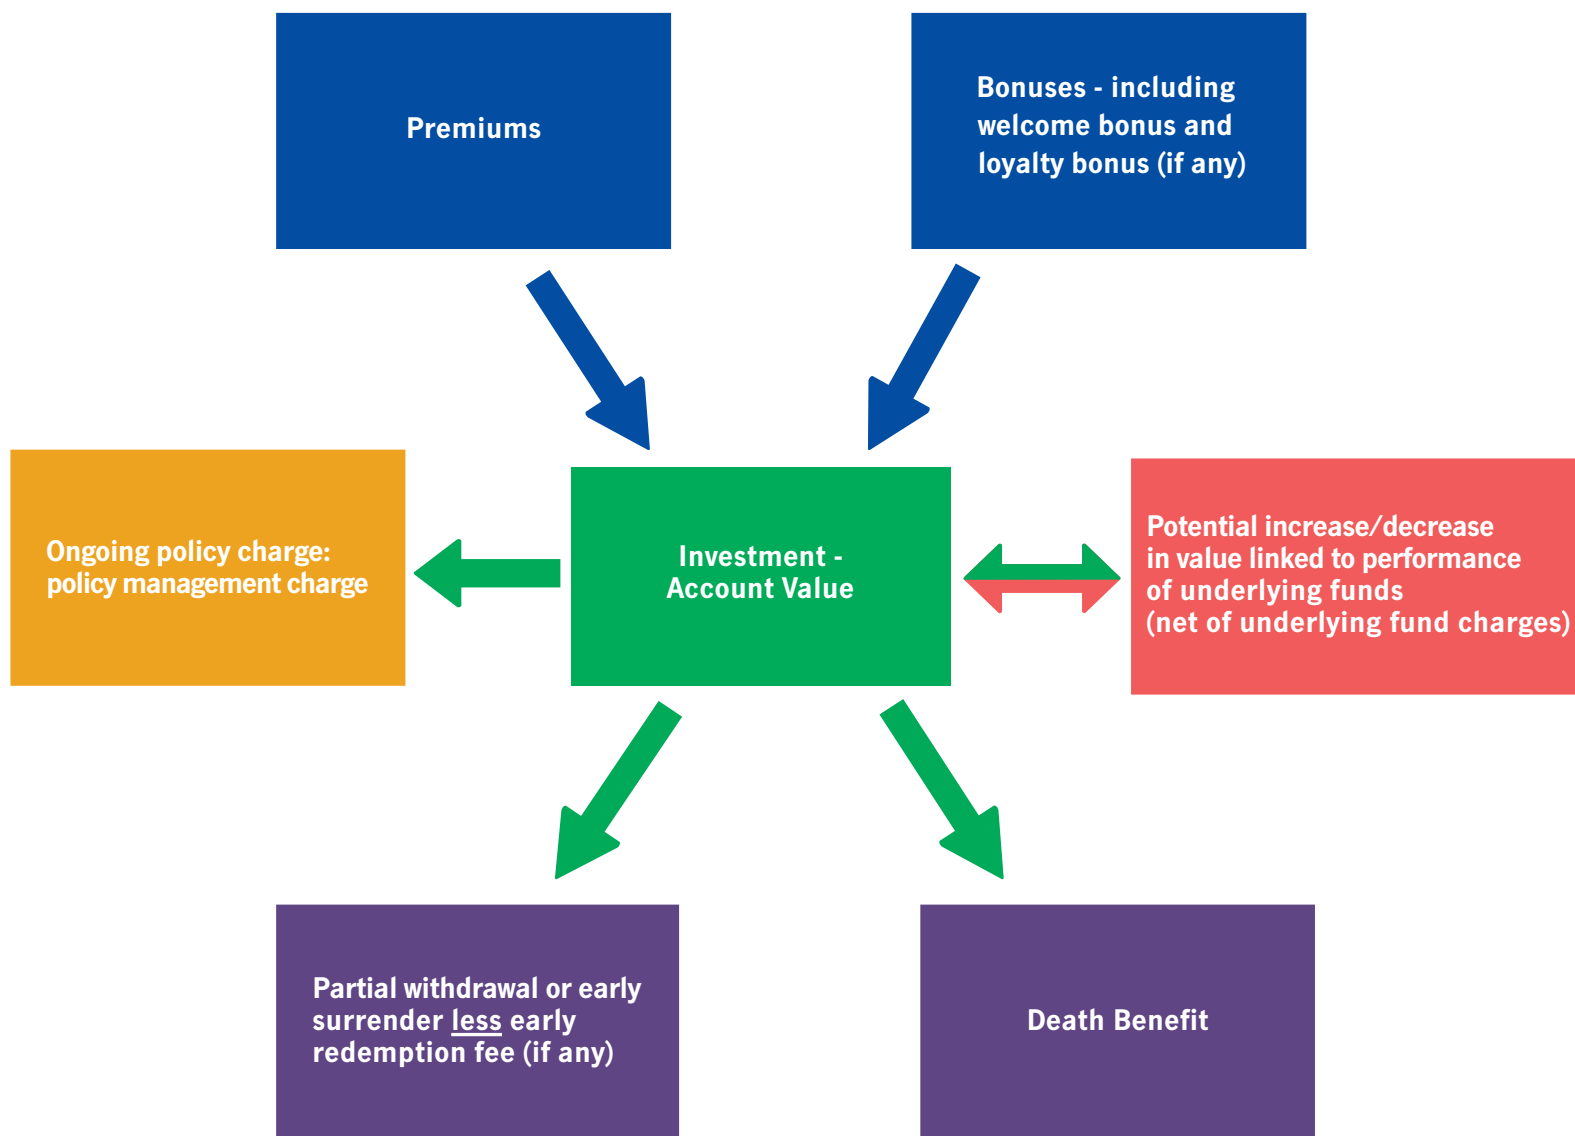 Premiums
Bonuses - including
welcome bonus and
loyalty bonus (if any)
Ongoing policy charge:
policy management charge
Investment -
Account Value
Potential increase/decrease
in value linked to performance
of underlying funds
(net of underlying fund charges)
Partial withdrawal or early
surrender less early
redemption fee (if any)
Death Benefit